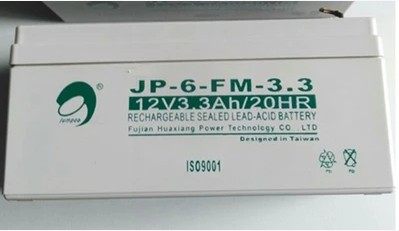 JP-6-FM-3.3
12V3.3Ah/20HR
RECHARGEABLE SEALED LEAD-ACID BATTERY
Fujian Huaxiang Power Technology CO .,LTD
Designed in Taiwan
ISO9001
Pb